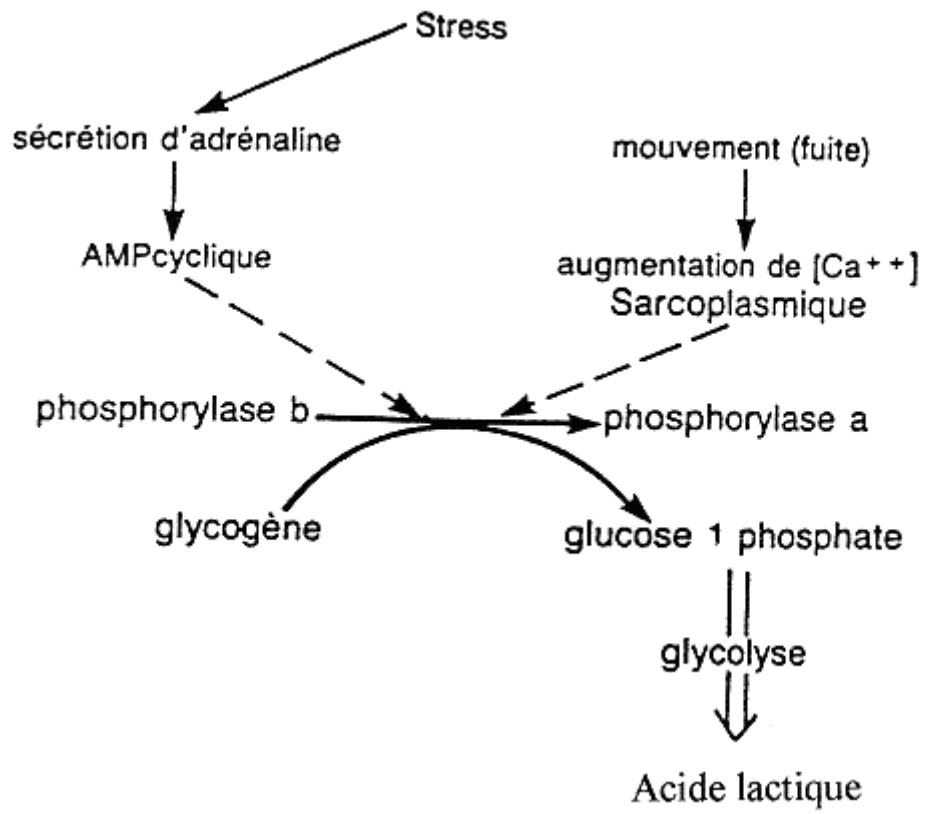 Stress
sécrétion d'adrénaline
mouvement (fuite)
AMPcyclique
augmentation de [Ca++]
Sarcoplasmique
phosphorylase b
phosphorylase a
glycogène
glucose 1 phosphate
glycolyse
Acide lactique